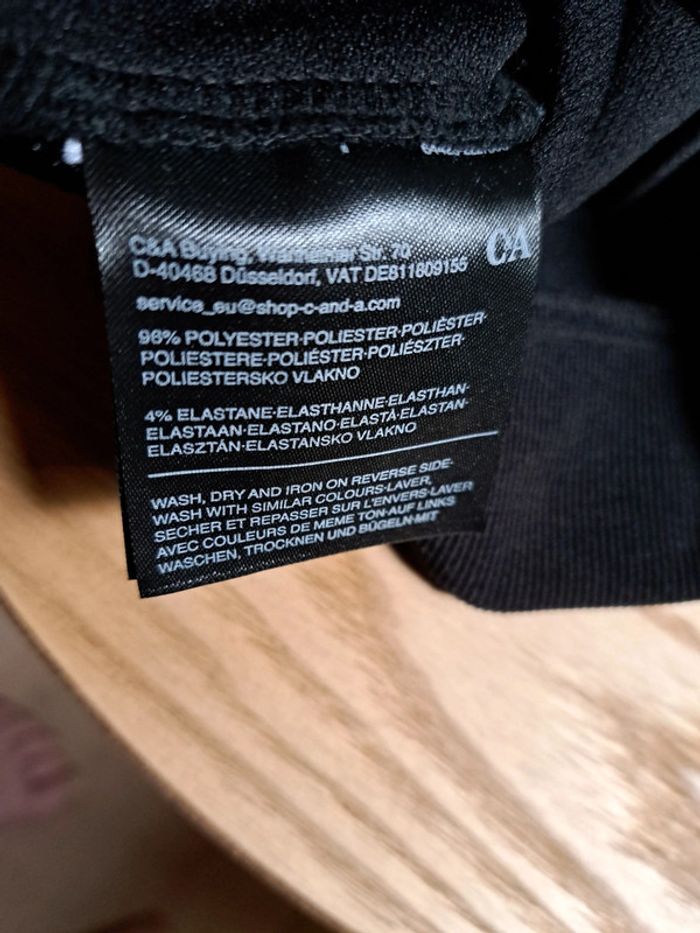 C&A Buying, Wanheimer Str. 70
D-40468 Düsseldorf, VAT DE811809155
CA
service_eu@shop-c-and-a.com
96% POLYESTER·POLIESTER·POLIÈSTER·
POLIESTERE·POLIÉSTER·POLIÉSZTER·
POLIESTERSKO VLAKNO
4% ELASTANE·ELASTHANNE·ELASTHAN·
ELASTAAN·ELASTANO·ELASTÀ·ELASTAN·
ELASZTÁN·ELASTANSKO VLAKNO
WASH, DRY AND IRON ON REVERSE SIDE·
WASH WITH SIMILAR COLOURS·LAVER,
SECHER ET REPASSER SUR L'ENVERS·LAVER
AVEC COULEURS DE MEME TON·AUF LINKS
WASCHEN, TROCKNEN UND BÜGELN·MIT